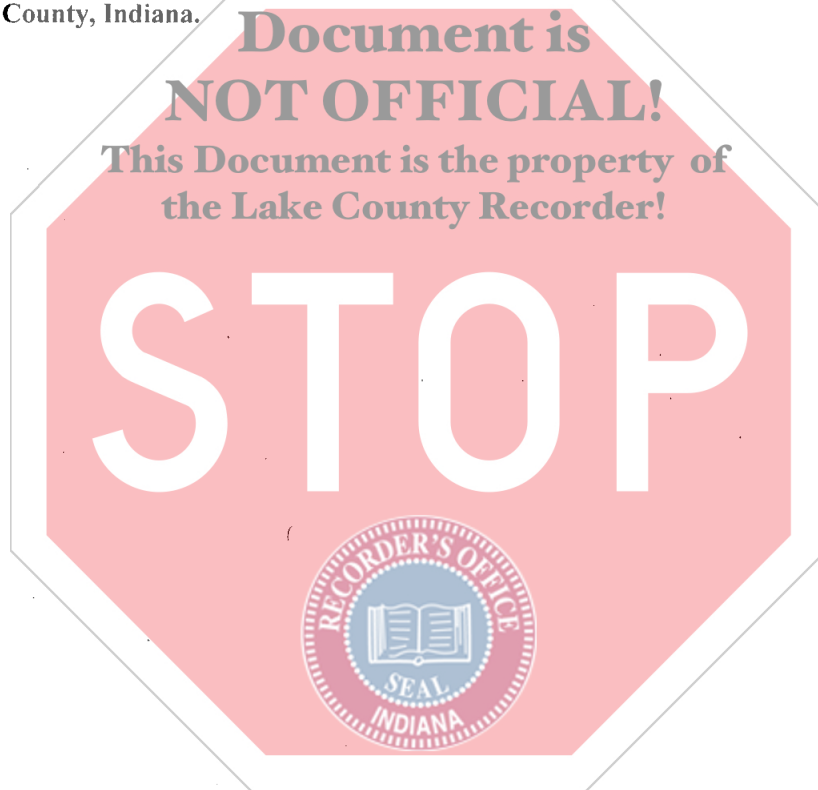 County, Indiana.
Document is
NOT OFFICIAL!
This Document is the property of
the Lake County Recorder!
STOP
RECORDER'S OFFICE
SEAL
INDIANA